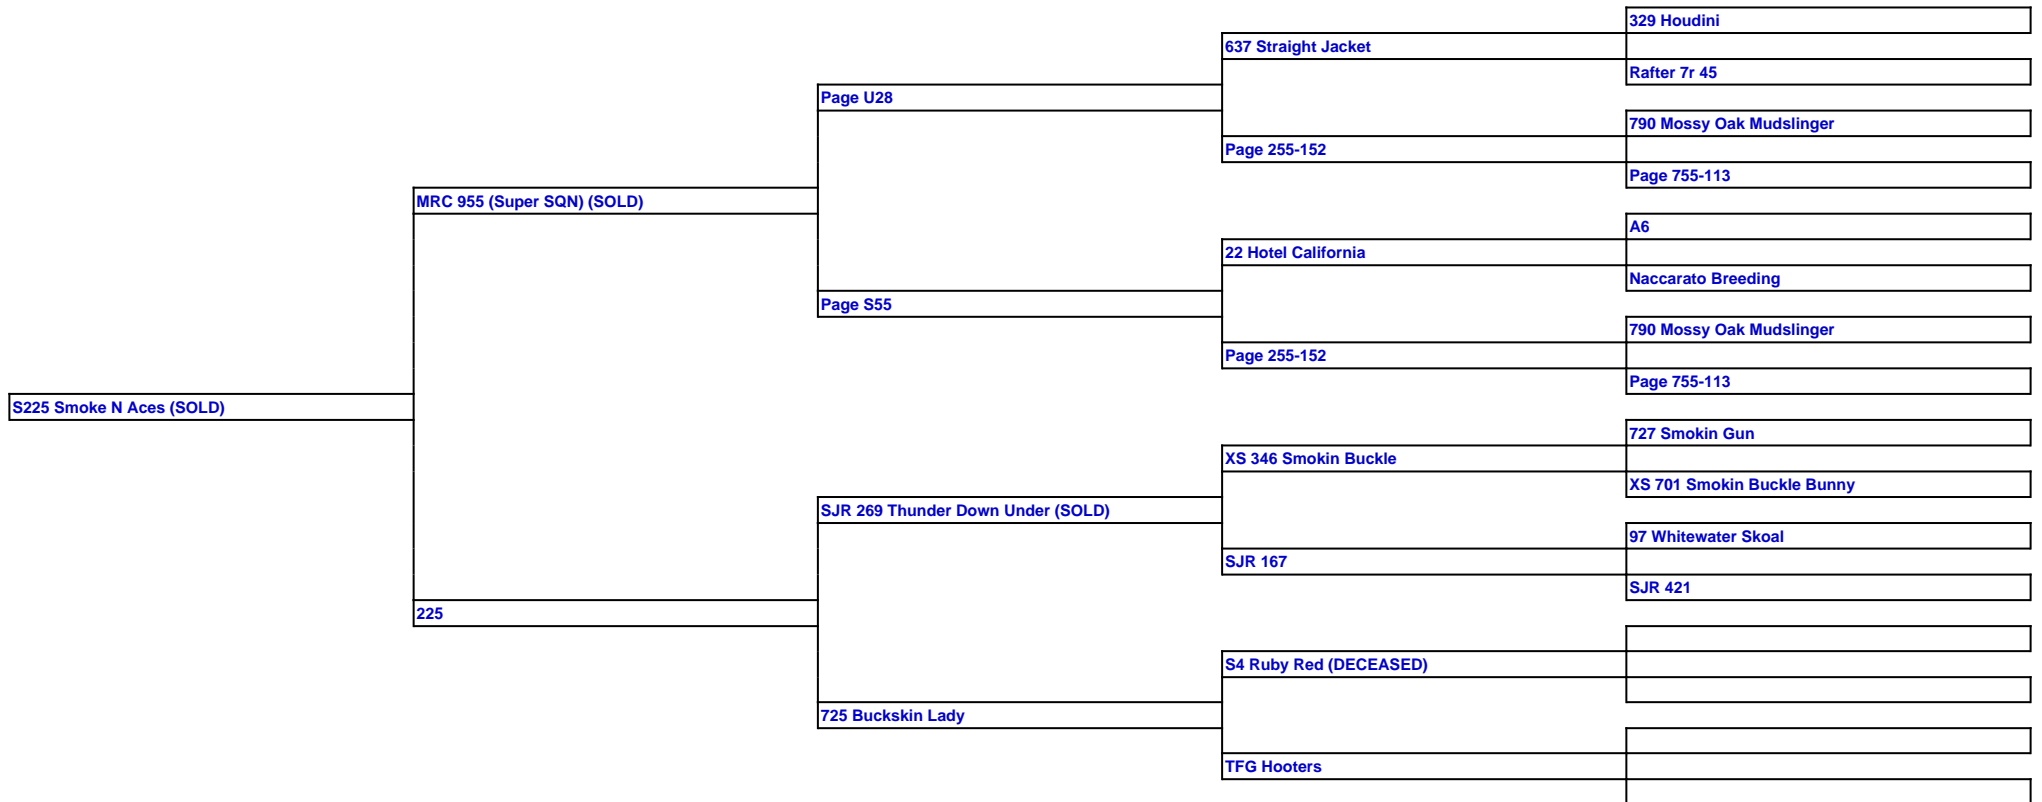 329 Houdini
637 Straight Jacket
Rafter 7r 45
Page U28
790 Mossy Oak Mudslinger
Page 255-152
Page 755-113
MRC 955 (Super SQN) (SOLD)
A6
22 Hotel California
Naccarato Breeding
Page S55
790 Mossy Oak Mudslinger
Page 255-152
Page 755-113
S225 Smoke N Aces (SOLD)
727 Smokin Gun
XS 346 Smokin Buckle
XS 701 Smokin Buckle Bunny
SJR 269 Thunder Down Under (SOLD)
97 Whitewater Skoal
SJR 167
SJR 421
225
S4 Ruby Red (DECEASED)
725 Buckskin Lady
TFG Hooters